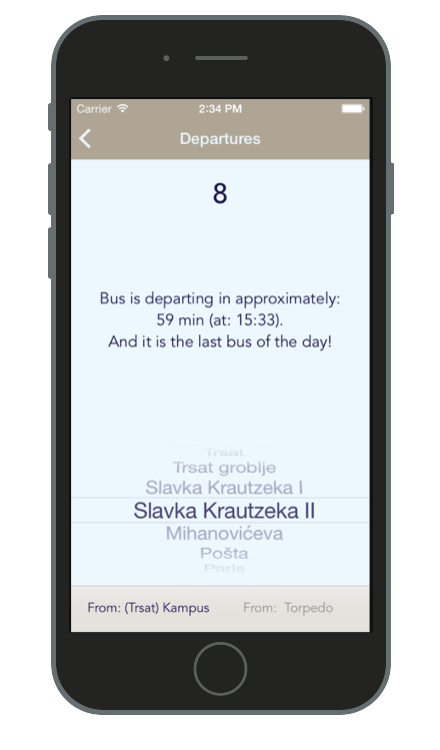 Carrier 2:34 PM
Departures
8
Bus is departing in approximately:
59 min (at: 15:33).
And it is the last bus of the day!
Trsat
Trsat groblje
Slavka Krautzeka I
Slavka Krautzeka II
Mihanovićeva
Pošta
Paris
From: (Trsat) Kampus From: Torpedo